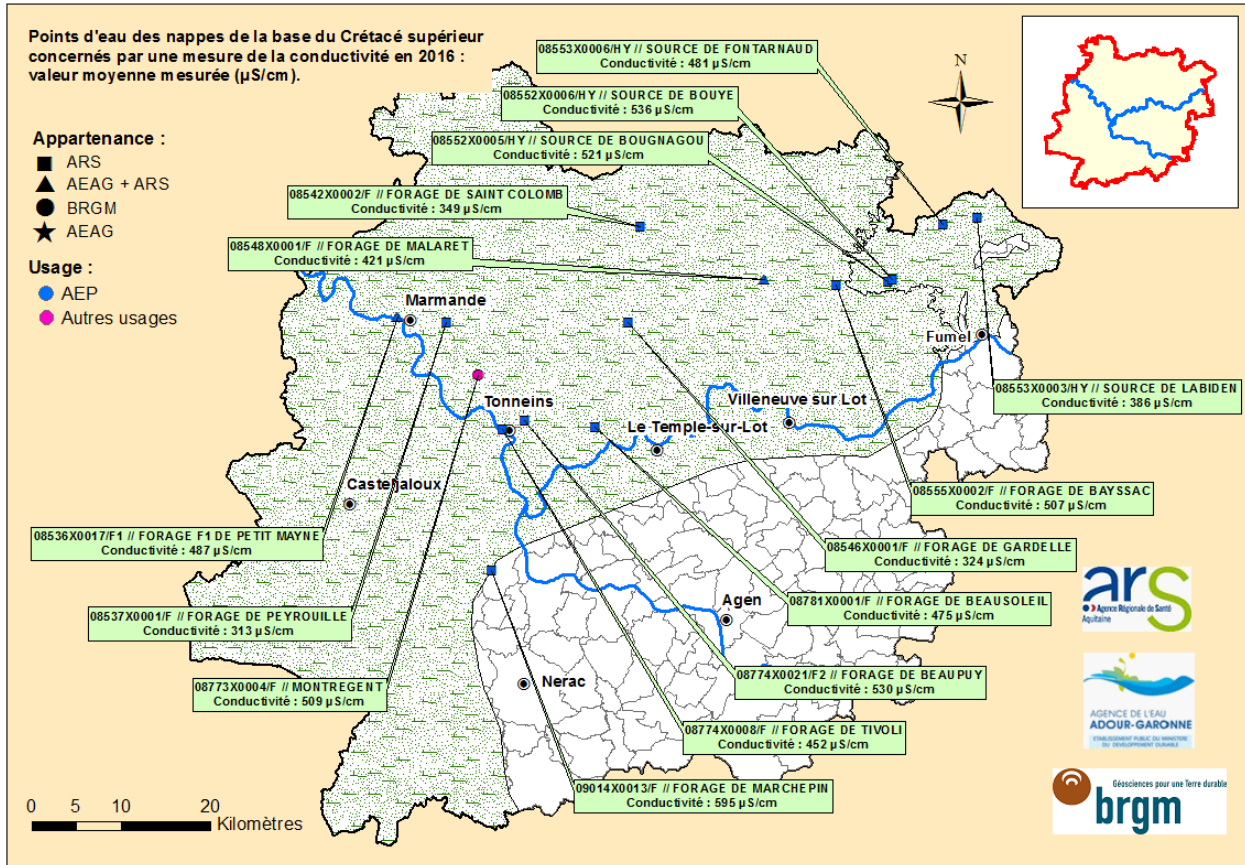 Points d'eau des nappes de la base du Crétacé supérieur
concernés par une mesure de la conductivité en 2016 :
valeur moyenne mesurée (µS/cm).
Appartenance :
ARS
AEAG + ARS
BRGM
AEAG
Usage :
AEP
Autres usages
08553X0006/HY // SOURCE DE FONTARNAUD
Conductivité : 481 µS/cm
08552X0006/HY // SOURCE DE BOUYE
Conductivité : 536 µS/cm
08552X0005/HY // SOURCE DE BOUGNAGOU
Conductivité : 521 µS/cm
08542X0002/F // FORAGE DE SAINT COLOMB
Conductivité : 349 µS/cm
08548X0001/F // FORAGE DE MALARET
Conductivité : 421 µS/cm
N
Marmande
Fumel
Tonneins
Villeneuve sur Lot
Le Temple-sur-Lot
Casteljaloux
Agen
Nerac
08553X0003/HY // SOURCE DE LABIDEN
Conductivité : 386 µS/cm
08555X0002/F // FORAGE DE BAYSSAC
Conductivité : 507 µS/cm
08536X0017/F1 // FORAGE F1 DE PETIT MAYNE
Conductivité : 487 µS/cm
08546X0001/F // FORAGE DE GARDELLE
Conductivité : 324 µS/cm
08781X0001/F // FORAGE DE BEAUSOLEIL
Conductivité : 475 µS/cm
08537X0001/F // FORAGE DE PEYROUILLE
Conductivité : 313 µS/cm
08774X0021/F2 // FORAGE DE BEAUPUY
Conductivité : 530 µS/cm
08773X0004/F // MONTREGENT
Conductivité : 509 µS/cm
08774X0008/F // FORAGE DE TIVOLI
Conductivité : 452 µS/cm
09014X0013/F // FORAGE DE MARCHEPIN
Conductivité : 595 µS/cm
0 5 10 20
Kilomètres
ars
Agence Régionale de Santé
Aquitaine
AGENCE DE L'EAU
ADOUR-GARONNE
ETABLISSEMENT PUBLIC DU MINISTERE
DU DEVELOPPEMENT DURABLE
Géosciences pour une Terre durable
brgm